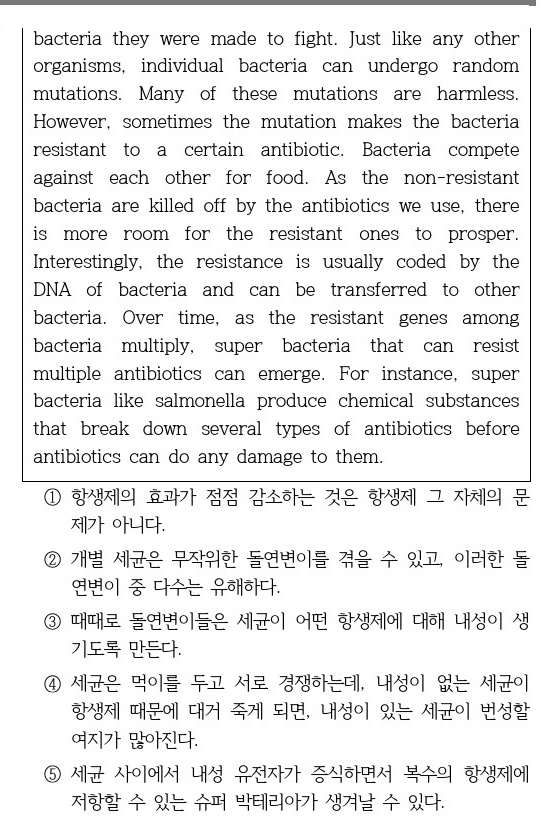 bacteria they were made to fight. Just like any other
organisms, individual bacteria can undergo random
mutations. Many of these mutations are harmless.
However, sometimes the mutation makes the bacteria
resistant to a certain antibiotic. Bacteria compete
against each other for food. As the non-resistant
bacteria are killed off by the antibiotics we use, there
is more room for the resistant ones to prosper.
Interestingly, the resistance is usually coded by the
DNA of bacteria and can be transferred to other
bacteria. Over time, as the resistant genes among
bacteria multiply, super bacteria that can resist
multiple antibiotics can emerge. For instance, super
bacteria like salmonella produce chemical substances
that break down several types of antibiotics before
antibiotics can do any damage to them.
① 항생제의 효과가 점점 감소하는 것은 항생제 그 자체의 문
제가 아니다.
② 개별 세균은 무작위한 돌연변이를 겪을 수 있고, 이러한 돌
연변이 중 다수는 유해하다.
③ 때때로 돌연변이들은 세균이 어떤 항생제에 대해 내성이 생
기도록 만든다.
④ 세균은 먹이를 두고 서로 경쟁하는데, 내성이 없는 세균이
항생제 때문에 대거 죽게 되면, 내성이 있는 세균이 번성할
여지가 많아진다.
⑤ 세균 사이에서 내성 유전자가 증식하면서 복수의 항생제에
저항할 수 있는 슈퍼 박테리아가 생겨날 수 있다.